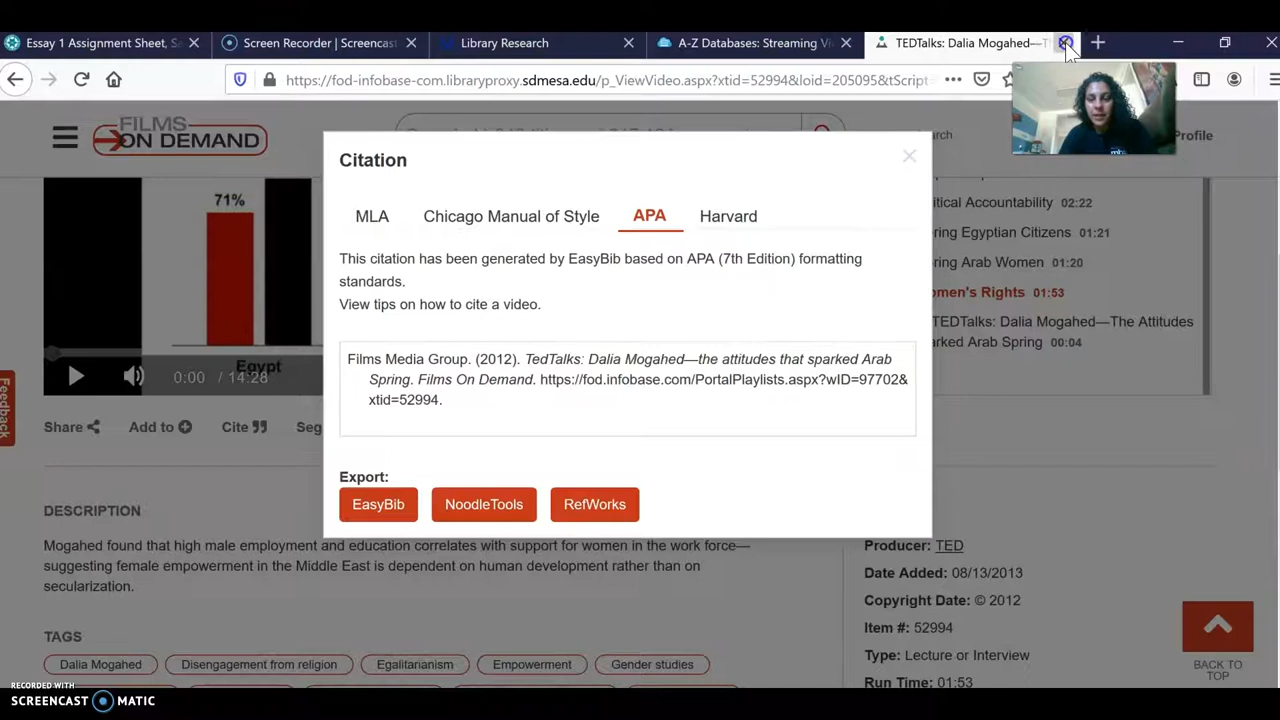 Essay 1 Assignment Sheet, S
Screen Recorder | Screencast
Library Research
A-Z Databases: Streaming Vi
TEDTalks: Dalia Mogahed—T
https://fod-infobase-com.libraryproxy.sdmesa.edu/p_ViewVideo.aspx?xtid=52994&loid=205095&tScript
FILMS
ON DEMAND
Profile
Citation
MLA
Chicago Manual of Style
APA
Harvard
This citation has been generated by EasyBib based on APA (7th Edition) formatting
standards.
View tips on how to cite a video.
Films Media Group. (2012). TedTalks: Dalia Mogahed—the attitudes that sparked Arab
Spring. Films On Demand. https://fod.infobase.com/PortalPlaylists.aspx?wID=97702&
xtid=52994.
Export:
EasyBib
NoodleTools
RefWorks
71%
Egypt
0:00 / 14:28
itical Accountability 02:22
ring Egyptian Citizens 01:21
ring Arab Women 01:20
omen's Rights 01:53
TEDTalks: Dalia Mogahed—The Attitudes
arked Arab Spring 00:04
Feedback
Share
Add to
Cite
Seg
DESCRIPTION
Mogahed found that high male employment and education correlates with support for women in the work force—
suggesting female empowerment in the Middle East is dependent on human development rather than on
secularization.
TAGS
Dalia Mogahed
Disengagement from religion
Egalitarianism
Empowerment
Gender studies
Producer: TED
Date Added: 08/13/2013
Copyright Date: © 2012
Item #: 52994
Type: Lecture or Interview
Run Time: 01:53
BACK TO
TOP
RECORDED WITH
SCREENCAST MATIC